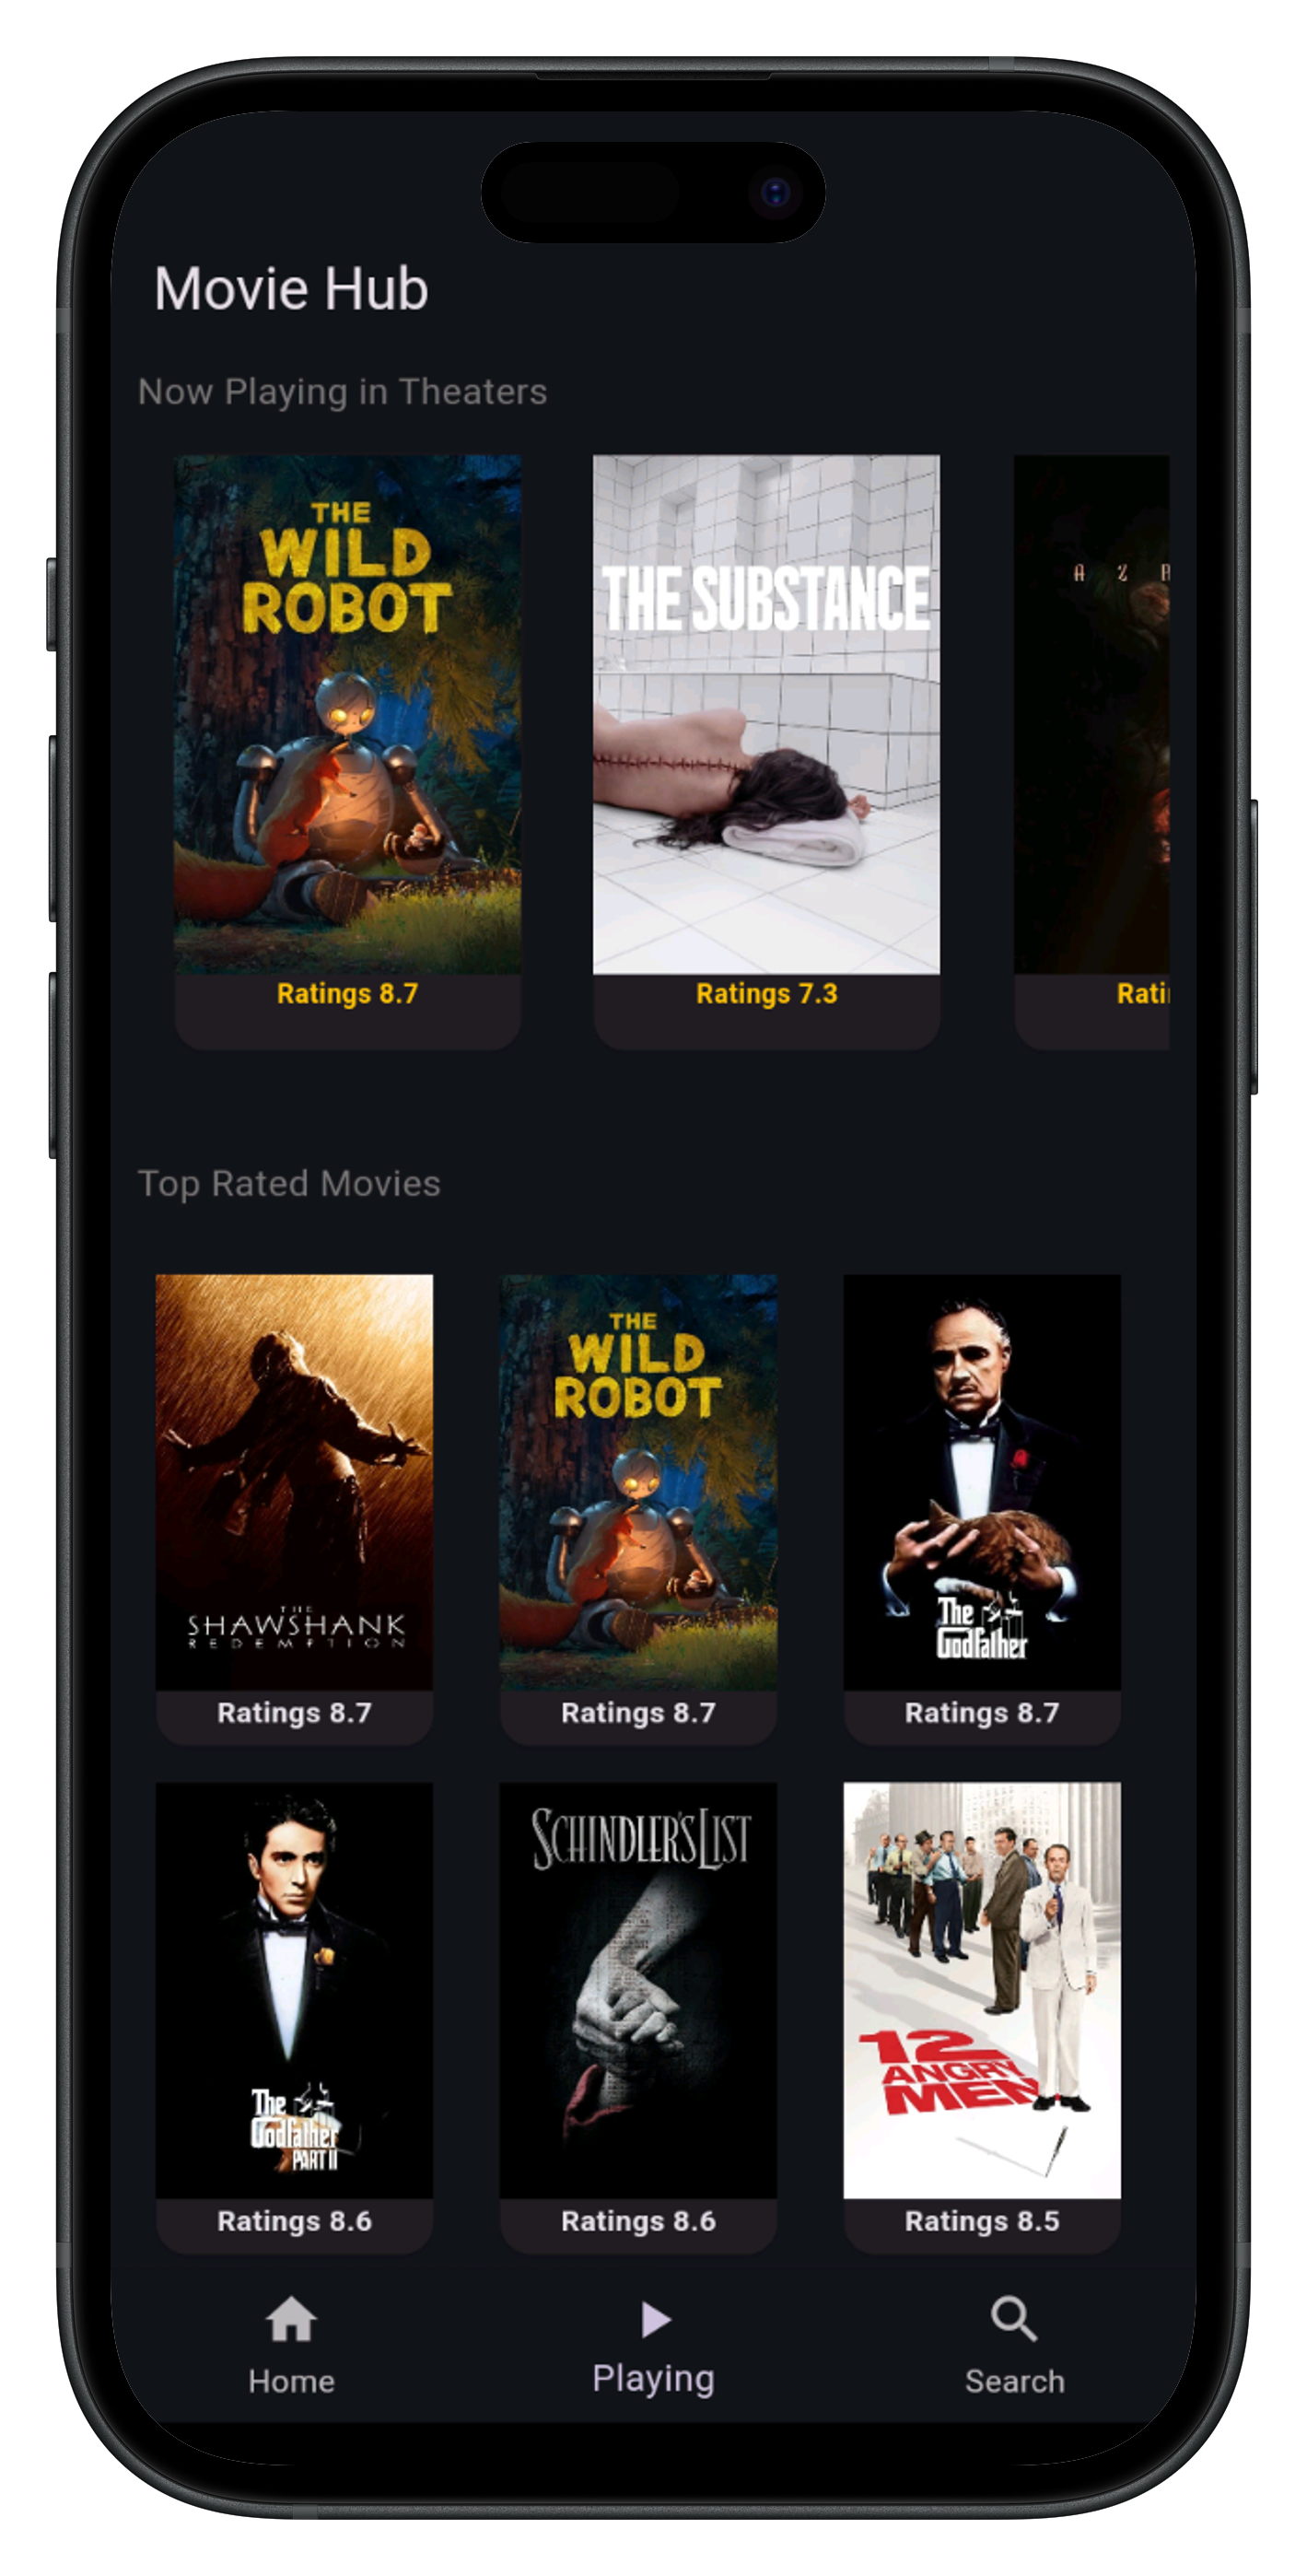 Movie Hub
Now Playing in Theaters
THE
WILD
ROBOT
THE SUBSTANCE
A Z R
Ratings 8.7
Ratings 7.3
Rati
Top Rated Movies
THE
SHAWSHANK
REDEMPTION
THE
WILD
ROBOT
The
Godfather
Ratings 8.7
Ratings 8.7
Ratings 8.7
The
Godfather
PART II
SCHINDLER'S LIST
12
ANGRY
MEN
Ratings 8.6
Ratings 8.6
Ratings 8.5
Home
Playing
Search